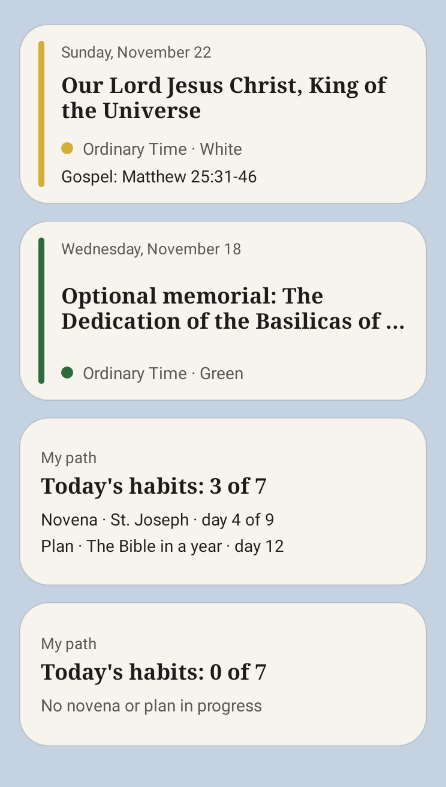 Sunday, November 22
Our Lord Jesus Christ, King of
the Universe
Ordinary Time · White
Gospel: Matthew 25:31-46
Wednesday, November 18
Optional memorial: The
Dedication of the Basilicas of ...
Ordinary Time · Green
My path
Today's habits: 3 of 7
Novena · St. Joseph · day 4 of 9
Plan · The Bible in a year · day 12
My path
Today's habits: 0 of 7
No novena or plan in progress